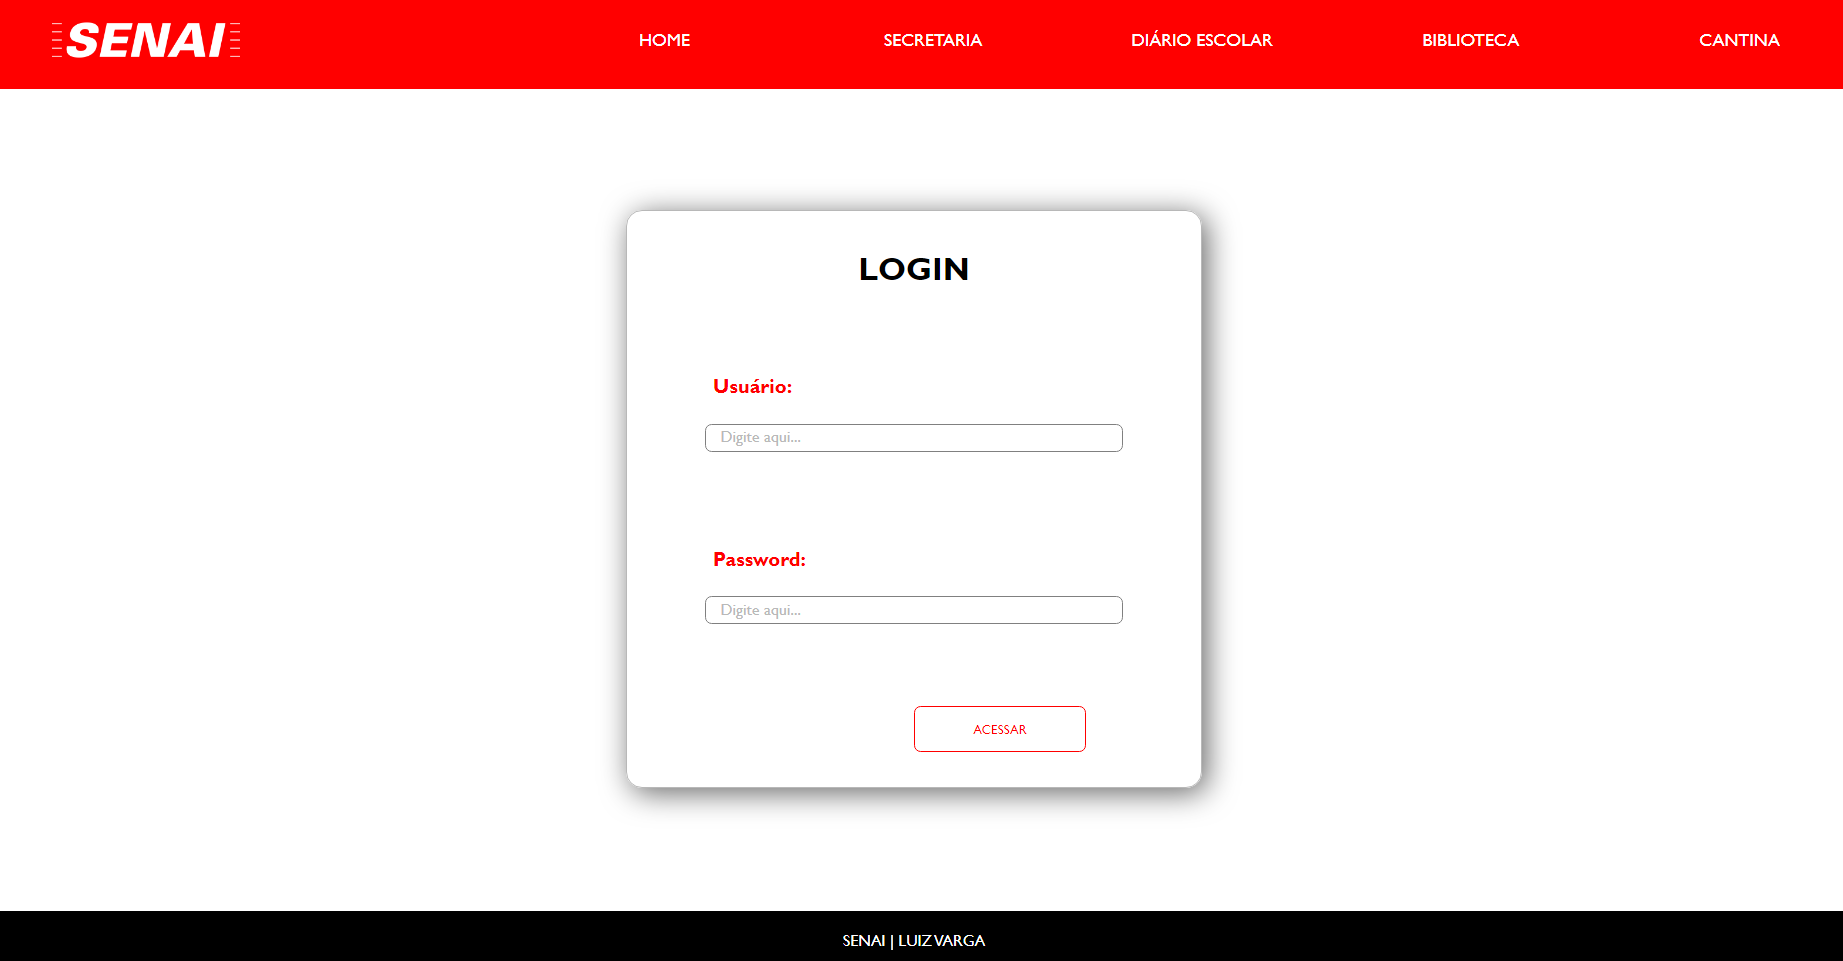 SENAI
HOME
SECRETARIA
DIÁRIO ESCOLAR
BIBLIOTECA
CANTINA
LOGIN
Usuário:
Digite aqui...
Password:
Digite aqui...
ACESSAR
SENAI | LUIZ VARGA